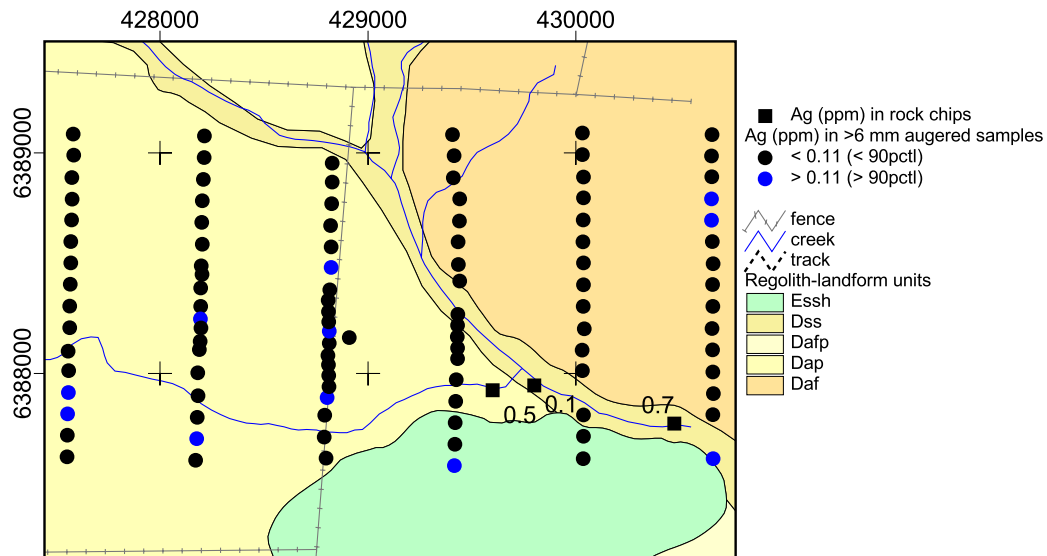 428000 429000 430000
6389000
6388000
0.5 0.1 0.7
Ag (ppm) in rock chips
Ag (ppm) in >6 mm augered samples
< 0.11 (< 90pctl)
> 0.11 (> 90pctl)
fence
creek
track
Regolith-landform units
Essh
Dss
Dafp
Dap
Daf